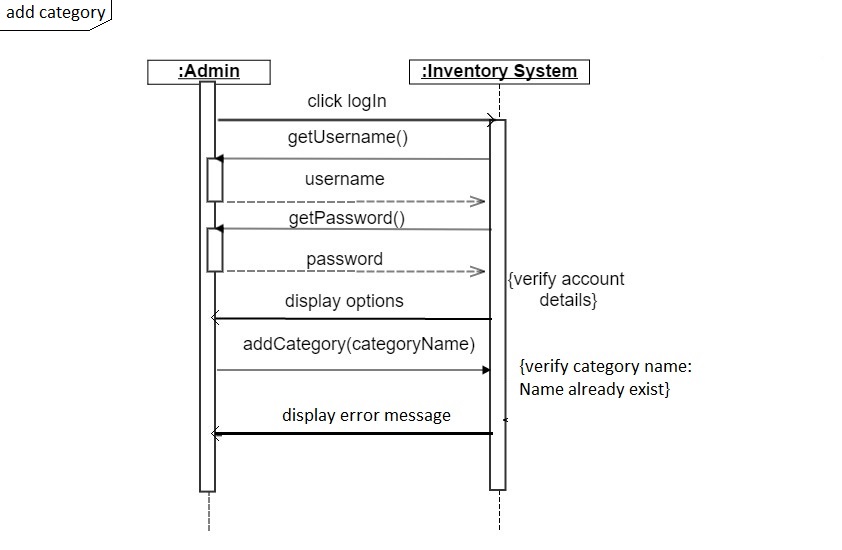 add category
:Admin
:Inventory System
click logIn
getUsername()
username
getPassword()
password
{verify account
details}
display options
addCategory(categoryName)
{verify category name:
Name already exist}
display error message